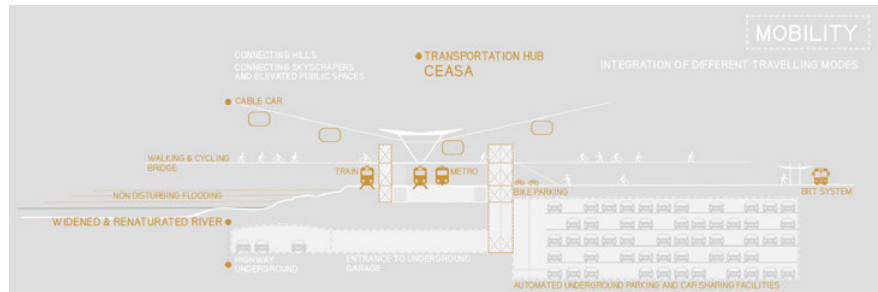 MOBILITY
CONNECTING HILLS
CONNECTING SKYSCRAPERS
AND ELEVATED PUBLIC SPACES
TRANSPORTATION HUB
CEASA
INTEGRATION OF DIFFERENT TRAVELLING MODES
CABLE CAR
WALKING & CYCLING
BRIDGE
TRAIN
METRO
NON DISTURBING FLOODING
BIKE PARKING
BRT SYSTEM
WIDENED & RENATURATED RIVER
HIGHWAY
UNDERGROUND
ENTRANCE TO UNDERGROUND
GARAGE
AUTOMATED UNDERGROUND PARKING AND CAR SHARING FACILITIES